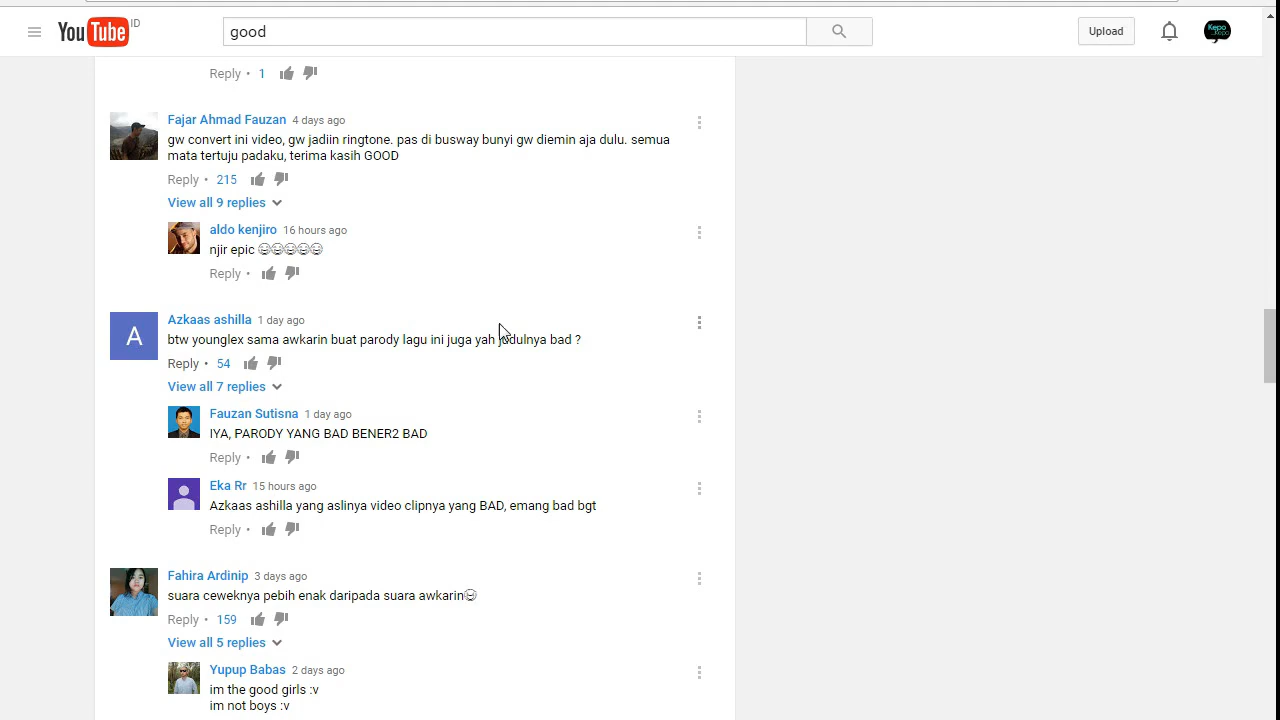 YouTube ID
good
Upload
Kepo
Reply • 1
Fajar Ahmad Fauzan 4 days ago
gw convert ini video, gw jadiin ringtone. pas di busway bunyi gw diemin aja dulu. semua
mata tertuju padaku, terima kasih GOOD
Reply • 215
View all 9 replies
aldo kenjiro 16 hours ago
njir epic 😂😂😂😂😂
Reply •
A
Azkaas ashilla 1 day ago
btw younglex sama awkarin buat parody lagu ini juga yah judulnya bad ?
Reply • 54
View all 7 replies
Fauzan Sutisna 1 day ago
IYA, PARODY YANG BAD BENER2 BAD
Reply •
Eka Rr 15 hours ago
Azkaas ashilla yang aslinya video clipnya yang BAD, emang bad bgt
Reply •
Fahira Ardinip 3 days ago
suara ceweknya pebih enak daripada suara awkarin😂
Reply • 159
View all 5 replies
Yupup Babas 2 days ago
im the good girls :v
im not boys :v